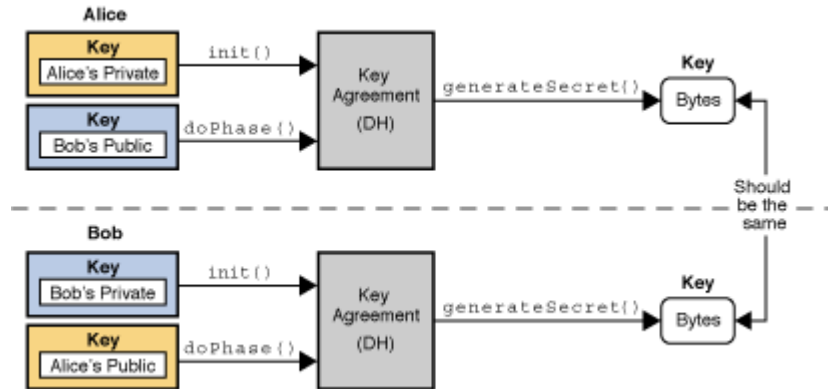 Alice
Key
Alice's Private
init()
Key
Bob's Public
doPhase()
Key
Agreement
(DH)
generateSecret()
Key
Bytes
Should
be the
same
Bob
Key
Bob's Private
init()
Key
Alice's Public
doPhase()
Key
Agreement
(DH)
generateSecret()
Key
Bytes